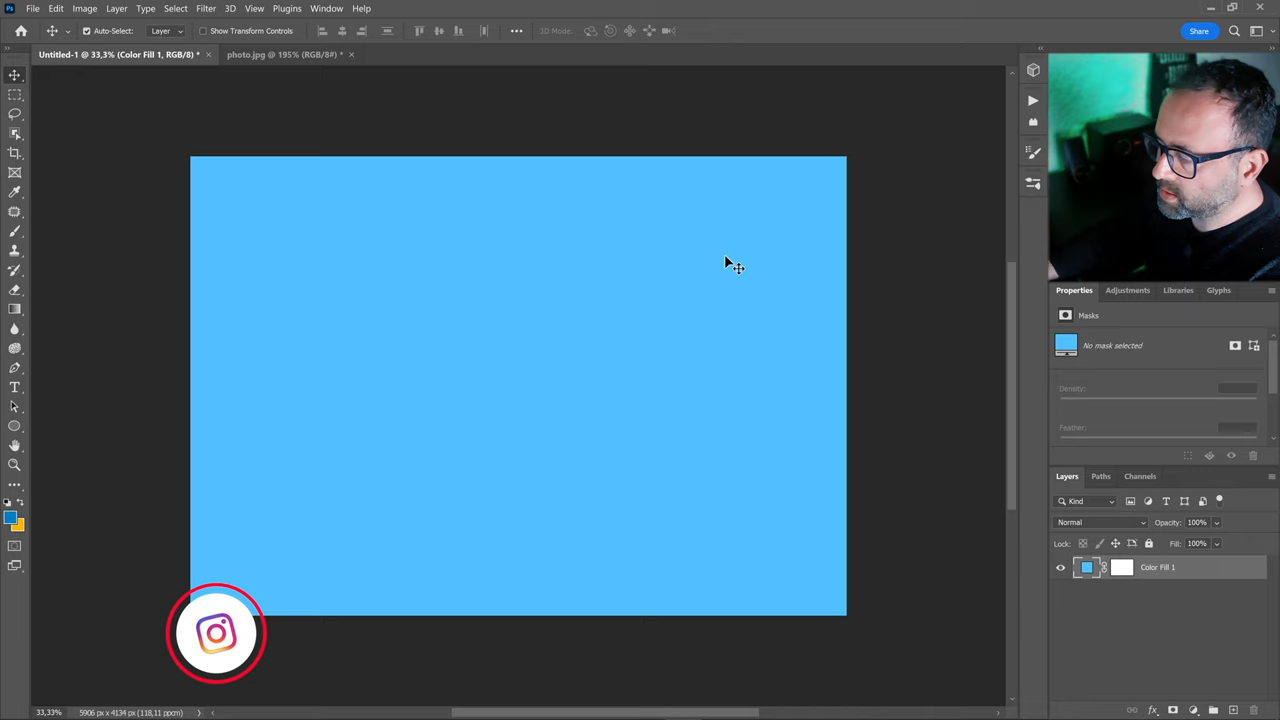 Ps File Edit Image Layer Type Select Filter 3D View Plugins Window Help
Auto-Select: Layer Show Transform Controls 3D Mode: Share
Untitled-1 @ 33,3% (Color Fill 1, RGB/8) * × photo.jpg @ 195% (RGB/8#) * ×
Properties Adjustments Libraries Glyphs
Masks
No mask selected
Density:
Feather:
Layers Paths Channels
Kind
Normal Opacity: 100%
Lock: Fill: 100%
Color Fill 1
33,33% 5906 px x 4134 px (118,11 ppcm)